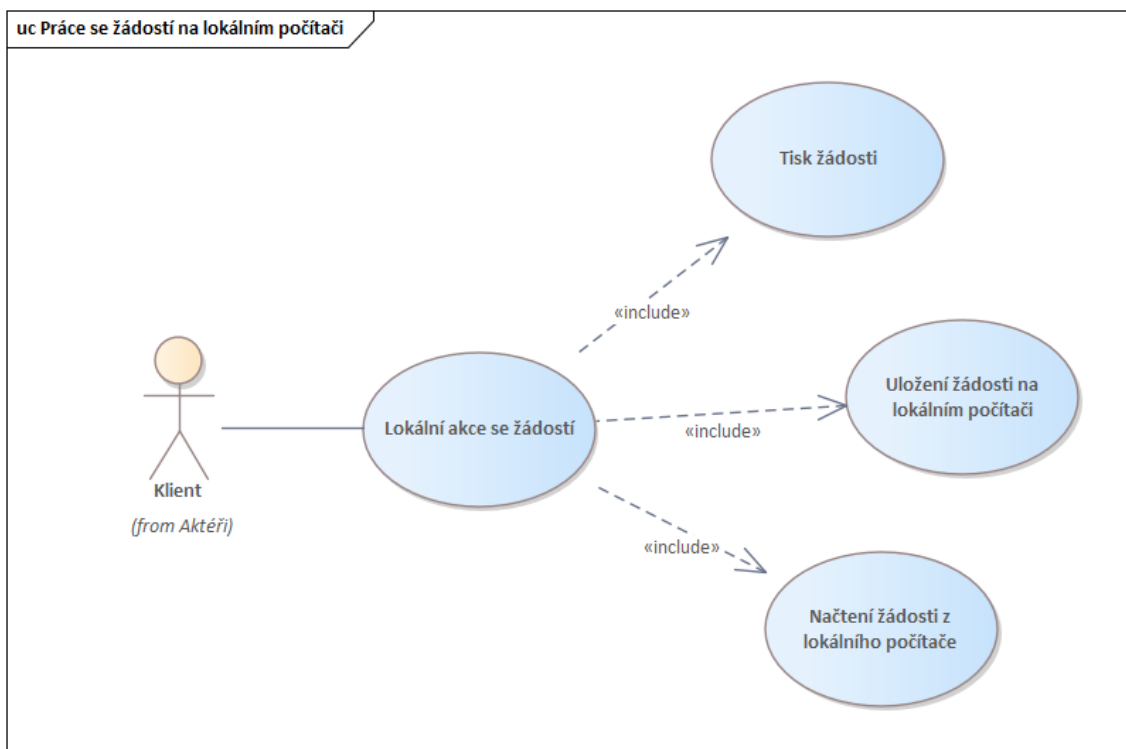 uc Práce se žádostí na lokálním počítači
Tisk žádosti
«include»
Uložení žádosti na
lokálním počítači
Lokální akce se žádostí
«include»
Klient
(from Aktéři)
«include»
Načtení žádosti z
lokálního počítače